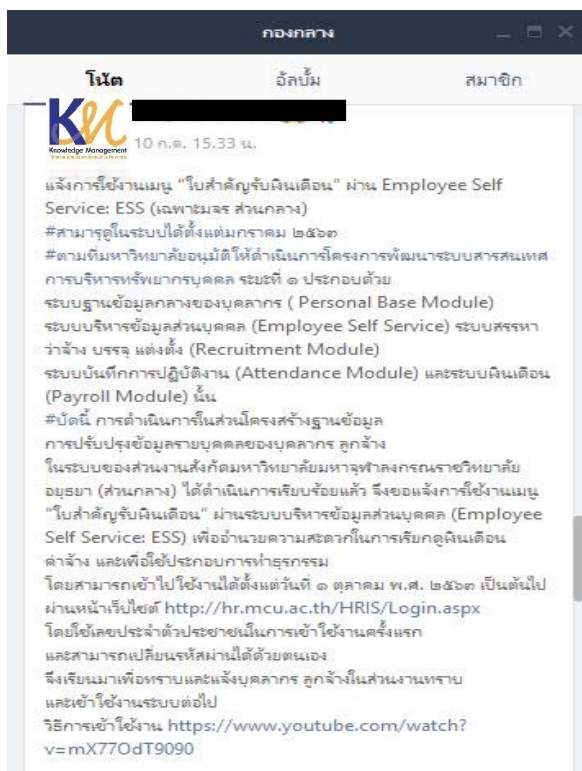 กองกลาง
โน้ต
อัลบั้ม
สมาชิก
KM
Knowledge Management
10 ก.ค. 15.33 น.
แจ้งการใช้งานเมนู “ใบสำคัญรับเงินเดือน” ผ่าน Employee Self
Service: ESS (เฉพาะมจร ส่วนกลาง)
#สามารถดูในระบบได้ตั้งแต่มกราคม ๒๕๖๓
#ตามที่มหาวิทยาลัยอนุมัติให้ดำเนินการโครงการพัฒนาระบบสารสนเทศ
การบริหารทรัพยากรบุคคล ระยะที่ ๑ ประกอบด้วย
ระบบฐานข้อมูลกลางของบุคลากร ( Personal Base Module)
ระบบบริหารข้อมูลส่วนบุคคล (Employee Self Service) ระบบสรรหา
ว่าจ้าง บรรจุ แต่งตั้ง (Recruitment Module)
ระบบบันทึกการปฏิบัติงาน (Attendance Module) และระบบเงินเดือน
(Payroll Module) นั้น
#บัดนี้ การดำเนินการในส่วนโครงสร้างฐานข้อมูล
การปรับปรุงข้อมูลรายบุคคลของบุคลากร ลูกจ้าง
ในระบบของส่วนงานสังกัดมหาวิทยาลัยมหาจุฬาลงกรณราชวิทยาลัย
อยุธยา (ส่วนกลาง) ได้ดำเนินการเรียบร้อยแล้ว จึงขอแจ้งการใช้งานเมนู
“ใบสำคัญรับเงินเดือน” ผ่านระบบบริหารข้อมูลส่วนบุคคล (Employee
Self Service: ESS) เพื่ออำนวยความสะดวกในการเรียกดูเงินเดือน
ค่าจ้าง และเพื่อใช้ประกอบการทำธุรกรรม
โดยสามารถเข้าไปใช้งานได้ตั้งแต่วันที่ ๑ ตุลาคม พ.ศ. ๒๕๖๓ เป็นต้นไป
ผ่านหน้าเว็บไซต์ http://hr.mcu.ac.th/HRIS/Login.aspx
โดยใช้เลขประจำตัวประชาชนในการเข้าใช้งานครั้งแรก
และสามารถเปลี่ยนรหัสผ่านได้ด้วยตนเอง
จึงเรียนมาเพื่อทราบและแจ้งบุคลากร ลูกจ้างในส่วนงานทราบ
และเข้าใช้งานระบบต่อไป
วิธีการเข้าใช้งาน https://www.youtube.com/watch?
v=mX77OdT9090